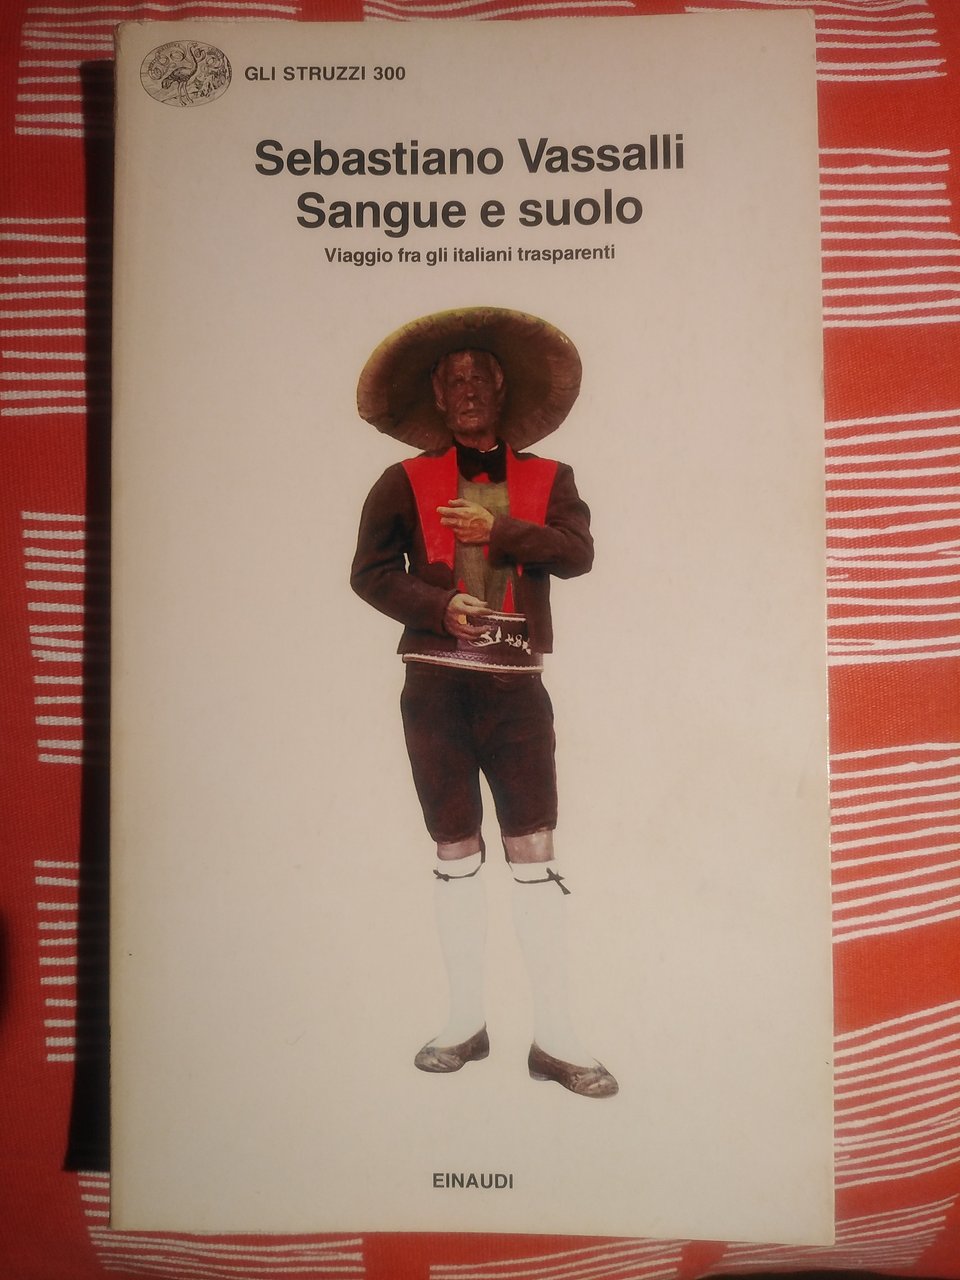 GLI STRUZZI 300
Sebastiano Vassalli
Sangue e suolo
Viaggio fra gli italiani trasparenti
EINAUDI